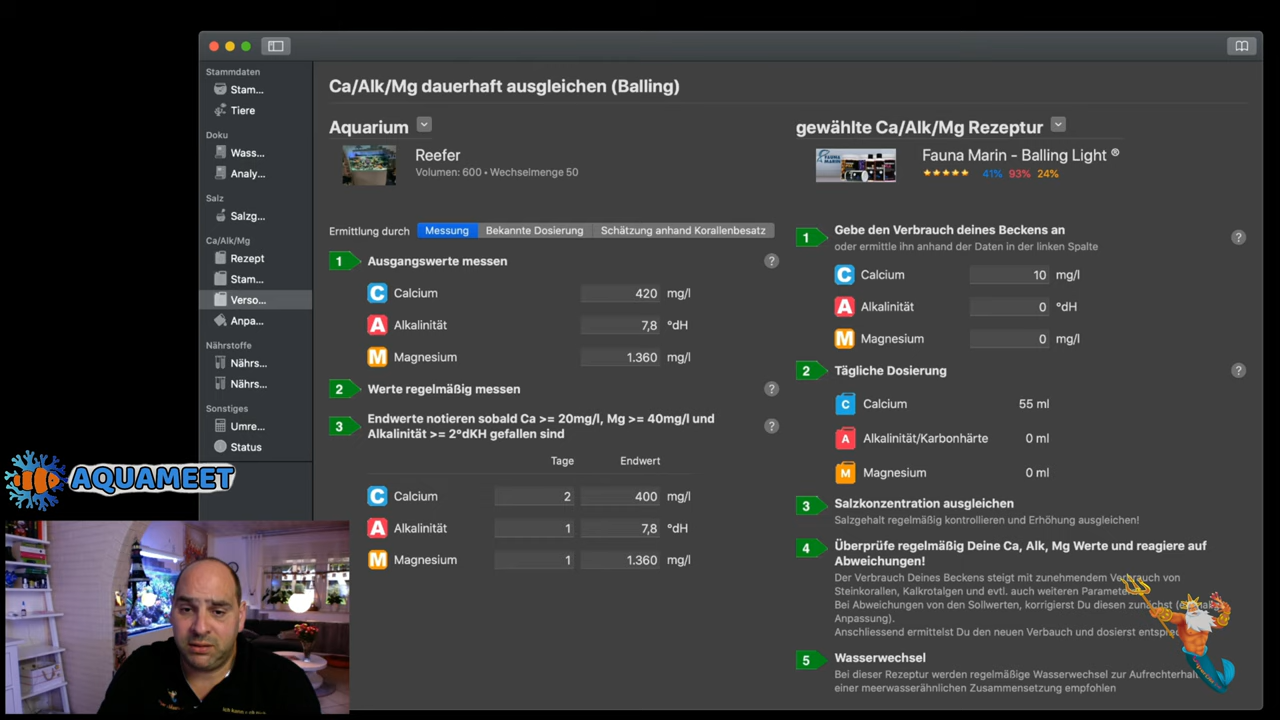 Stammdaten
Stam...
Tiere
Doku
Wass...
Analy...
Salz
Salzg...
Ca/Alk/Mg
Rezept
Stam...
Verso...
Anpa...
Nährstoffe
Nährs...
Nährs...
Sonstiges
Umre...
Status
AQUAMEET
Ca/Alk/Mg dauerhaft ausgleichen (Balling)
Aquarium
Reefer
Volumen: 600 • Wechselmenge 50
Ermittlung durch Messung Bekannte Dosierung Schätzung anhand Korallenbesatz
1 Ausgangswerte messen ?
C Calcium 420 mg/l
A Alkalinität 7,8 °dH
M Magnesium 1.360 mg/l
2 Werte regelmäßig messen ?
3 Endwerte notieren sobald Ca >= 20mg/l, Mg >= 40mg/l und ?
Alkalinität >= 2°dKH gefallen sind
Tage Endwert
C Calcium 2 400 mg/l
A Alkalinität 1 7,8 °dH
M Magnesium 1 1.360 mg/l
gewählte Ca/Alk/Mg Rezeptur
FAUNA MARIN
Fauna Marin - Balling Light ®
41% 93% 24%
1 Gebe den Verbrauch deines Beckens an ?
oder ermittle ihn anhand der Daten in der linken Spalte
C Calcium 10 mg/l
A Alkalinität 0 °dH
M Magnesium 0 mg/l
2 Tägliche Dosierung ?
C Calcium 55 ml
A Alkalinität/Karbonhärte 0 ml
M Magnesium 0 ml
3 Salzkonzentration ausgleichen
Salzgehalt regelmäßig kontrollieren und Erhöhung ausgleichen!
4 Überprüfe regelmäßig Deine Ca, Alk, Mg Werte und reagiere auf
Abweichungen!
Der Verbrauch Deines Beckens steigt mit zunehmendem Verbrauch von
Steinkorallen, Kalkrotalgen und evtl. auch weiteren
Bei Abweichungen von den Sollwerten, korrigierst Du diesen zunächst
Anpassung).
Anschliessend ermittelst Du den neuen Verbauch und dosierst
5 Wasserwechsel
Bei dieser Rezeptur werden regelmäßige Wasserwechsel zur
einer meerwasserähnlichen Zusammensetzung empfohlen